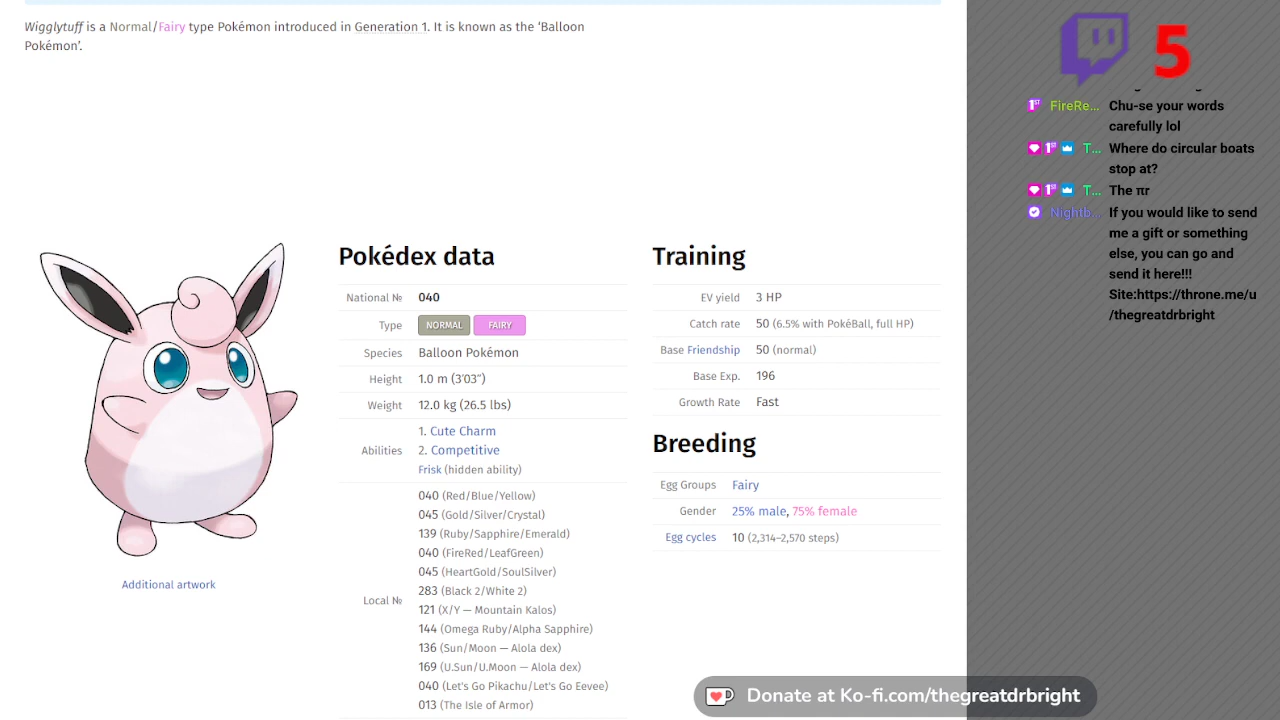 Wigglytuff is a Normal/Fairy type Pokémon introduced in Generation 1. It is known as the ‘Balloon
Pokémon’.
Pokédex data
National № 040
Type NORMAL FAIRY
Species Balloon Pokémon
Height 1.0 m (3′03″)
Weight 12.0 kg (26.5 lbs)
Abilities
1. Cute Charm
2. Competitive
Frisk (hidden ability)
Local №
040 (Red/Blue/Yellow)
045 (Gold/Silver/Crystal)
139 (Ruby/Sapphire/Emerald)
040 (FireRed/LeafGreen)
045 (HeartGold/SoulSilver)
283 (Black 2/White 2)
121 (X/Y — Mountain Kalos)
144 (Omega Ruby/Alpha Sapphire)
136 (Sun/Moon — Alola dex)
169 (U.Sun/U.Moon — Alola dex)
040 (Let's Go Pikachu/Let's Go Eevee)
013 (The Isle of Armor)
Additional artwork
Training
EV yield 3 HP
Catch rate 50 (6.5% with PokéBall, full HP)
Base Friendship 50 (normal)
Base Exp. 196
Growth Rate Fast
Breeding
Egg Groups Fairy
Gender 25% male, 75% female
Egg cycles 10 (2,314–2,570 steps)
5
1ST FireRe... Chu-se your words
carefully lol
1ST T... Where do circular boats
stop at?
1ST T... The πr
Nightb... If you would like to send
me a gift or something
else, you can go and
send it here!!!
Site:https://throne.me/u
/thegreatdrbright
Donate at Ko-fi.com/thegreatdrbright